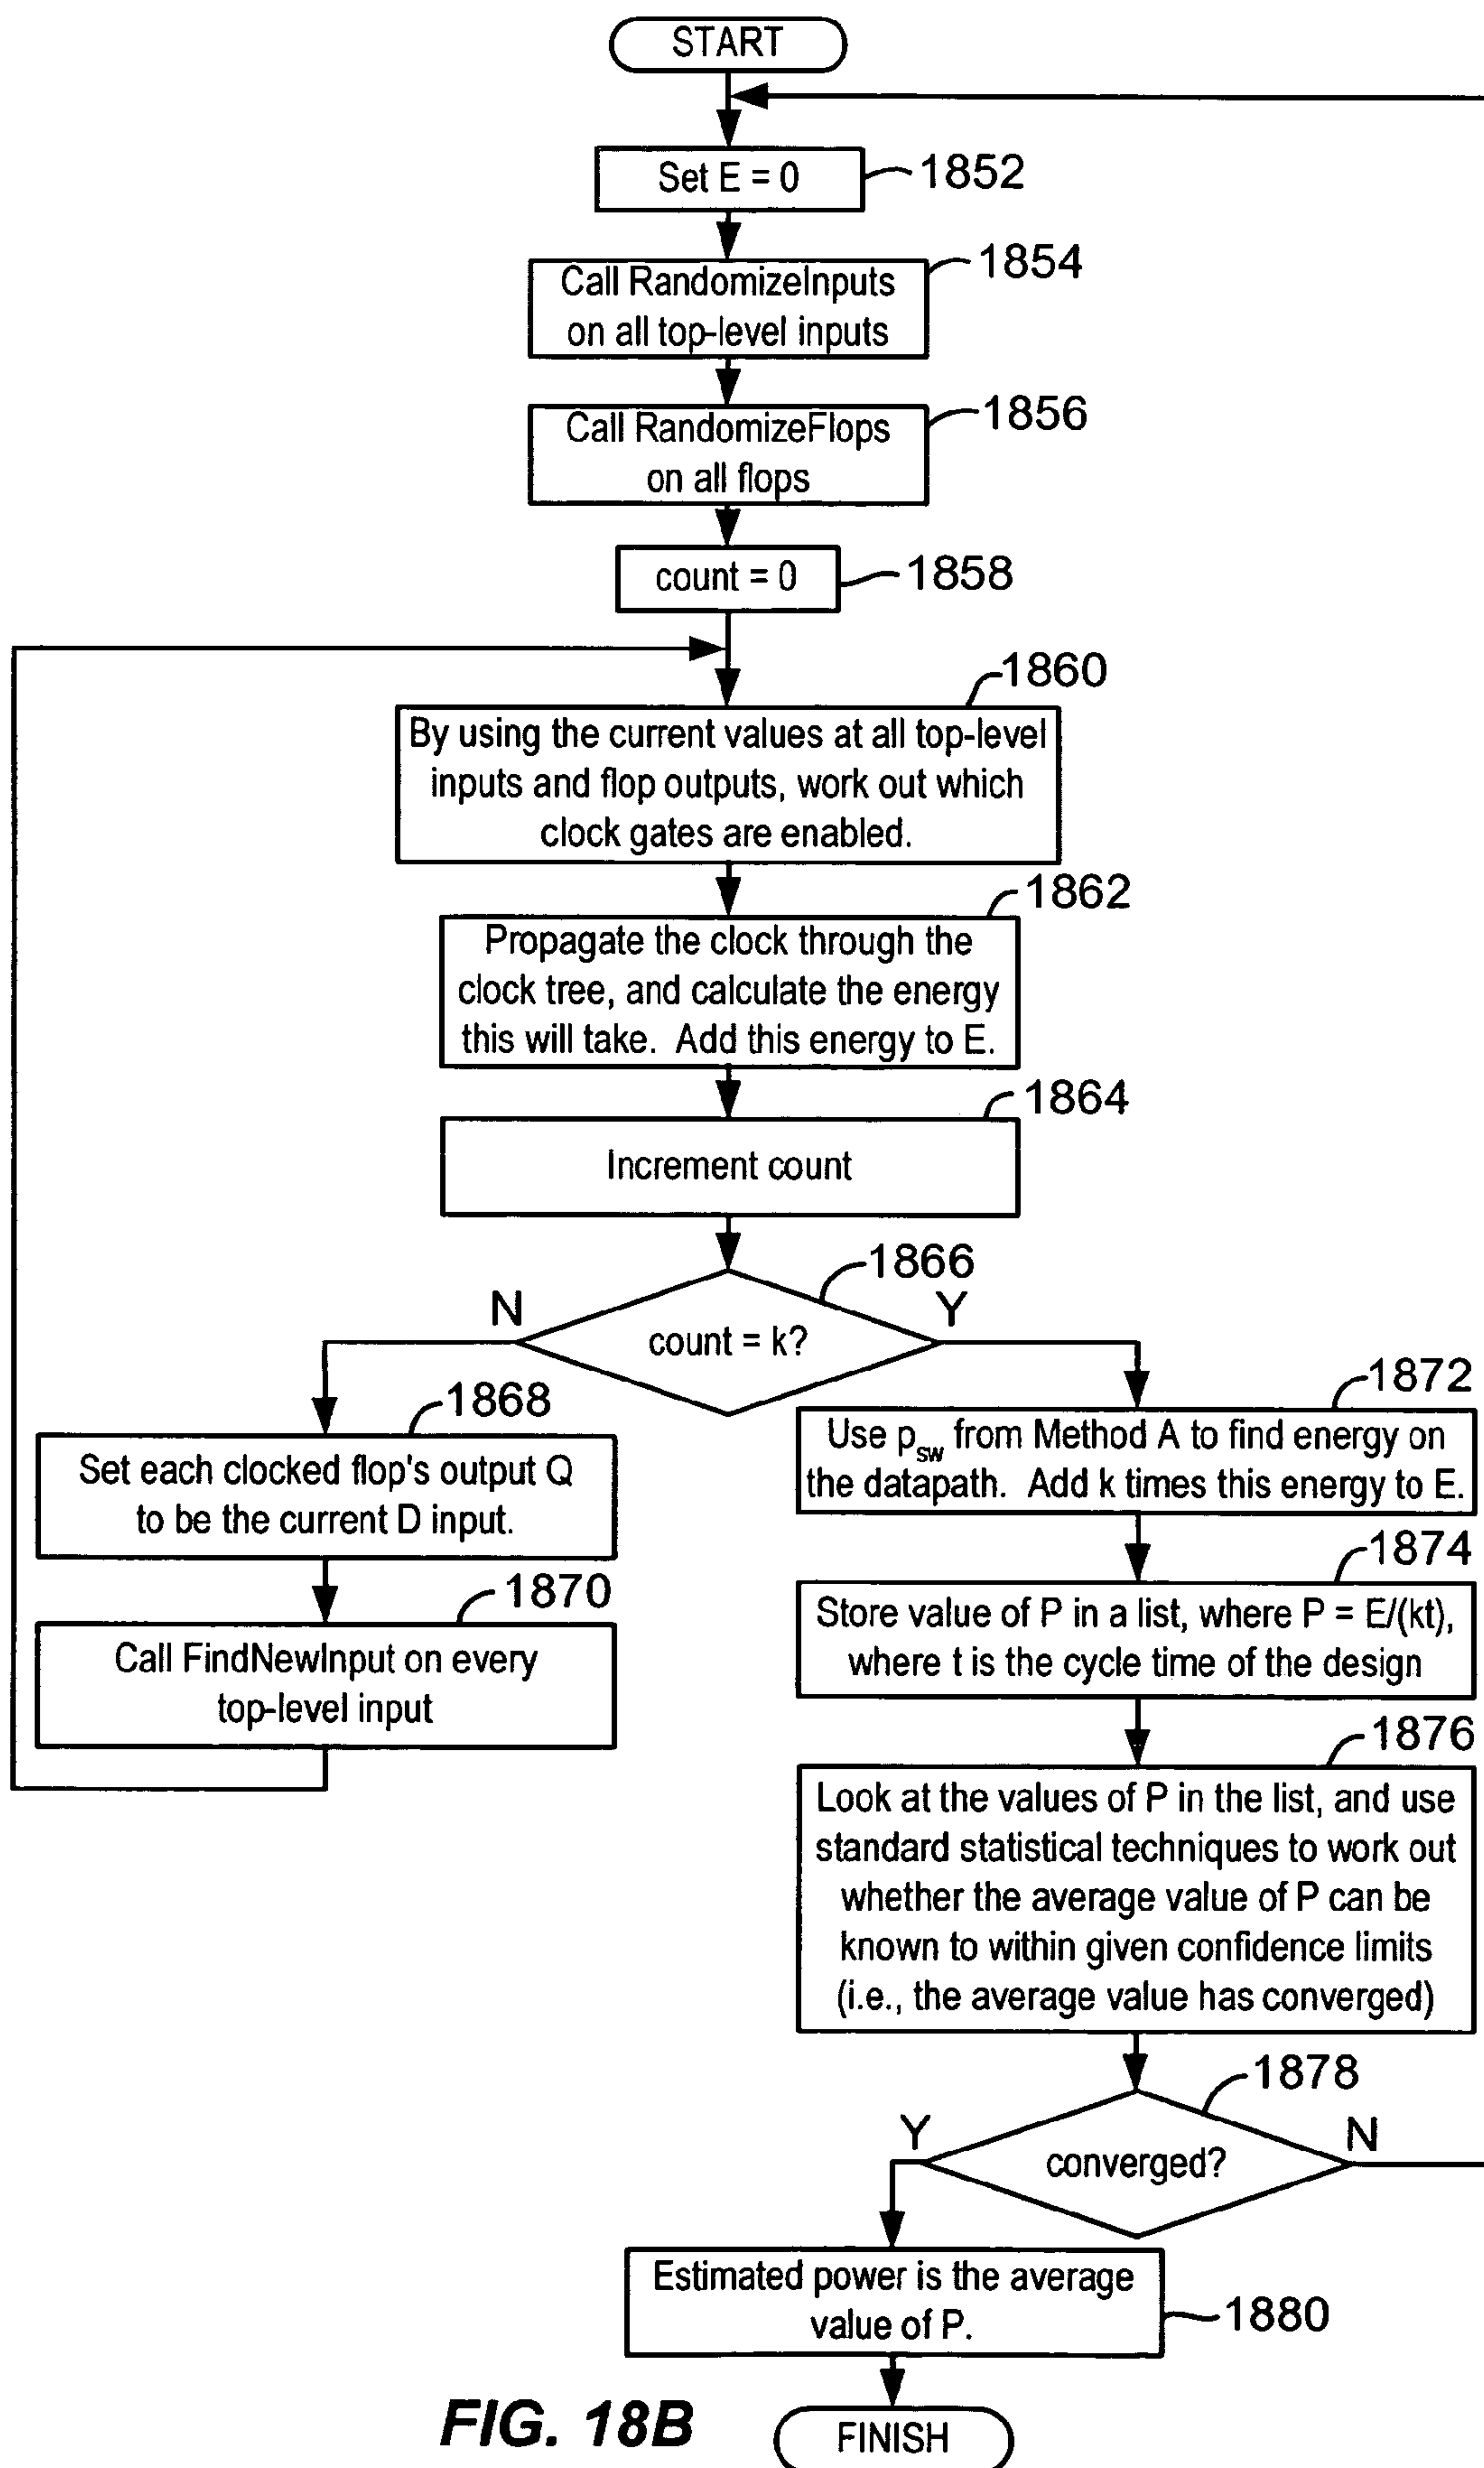 START
Set E = 0
1852
Call RandomizeInputs
on all top-level inputs
1854
Call RandomizeFlops
on all flops
1856
count = 0
1858
1860
By using the current values at all top-level
inputs and flop outputs, work out which
clock gates are enabled.
1862
Propagate the clock through the
clock tree, and calculate the energy
this will take. Add this energy to E.
1864
Increment count
1866
N
Y
count = k?
1868
Set each clocked flop's output Q
to be the current D input.
1870
Call FindNewInput on every
top-level input
1872
Use psw from Method A to find energy on
the datapath. Add k times this energy to E.
1874
Store value of P in a list, where P = E/(kt),
where t is the cycle time of the design
1876
Look at the values of P in the list, and use
standard statistical techniques to work out
whether the average value of P can be
known to within given confidence limits
(i.e., the average value has converged)
1878
Y
N
converged?
Estimated power is the average
value of P.
1880
FIG. 18B
FINISH